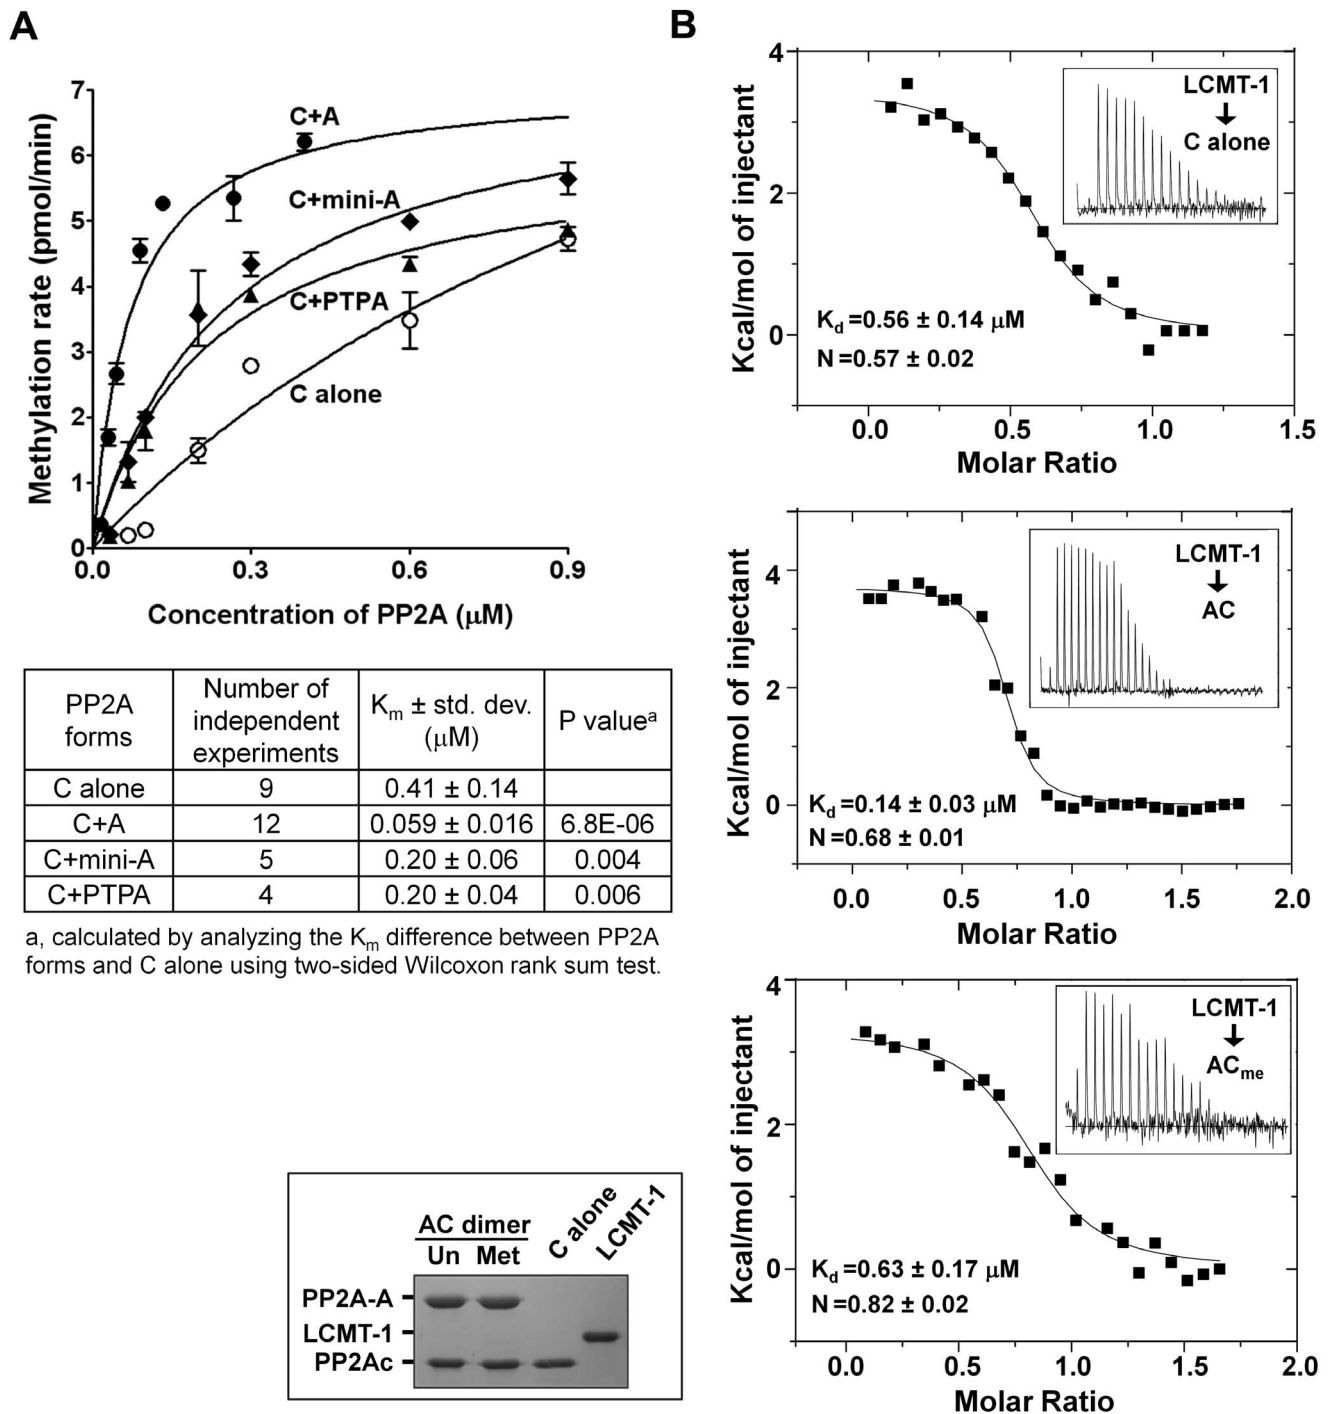 A
Methylation rate (pmol/min)
7
6
5
4
3
2
1
0
C+A
C+mini-A
C+PTPA
C alone
0.0 0.3 0.6 0.9
Concentration of PP2A (μM)
PP2A forms | Number of independent experiments | Km ± std. dev. (μM) | P valueᵃ
C alone 9 0.41 ± 0.14
C+A 12 0.059 ± 0.016 6.8E-06
C+mini-A 5 0.20 ± 0.06 0.004
C+PTPA 4 0.20 ± 0.04 0.006
a, calculated by analyzing the Km difference between PP2A
forms and C alone using two-sided Wilcoxon rank sum test.
AC dimer
Un Met
C alone
LCMT-1
PP2A-A
LCMT-1
PP2Ac
B
Kcal/mol of injectant
4
2
0
LCMT-1
C alone
Kd =0.56 ± 0.14 μM
N =0.57 ± 0.02
0.0 0.5 1.0 1.5
Molar Ratio
Kcal/mol of injectant
4
2
0
LCMT-1
AC
Kd =0.14 ± 0.03 μM
N =0.68 ± 0.01
0.0 0.5 1.0 1.5 2.0
Molar Ratio
Kcal/mol of injectant
4
2
0
LCMT-1
ACme
Kd =0.63 ± 0.17 μM
N =0.82 ± 0.02
0.0 0.5 1.0 1.5 2.0
Molar Ratio